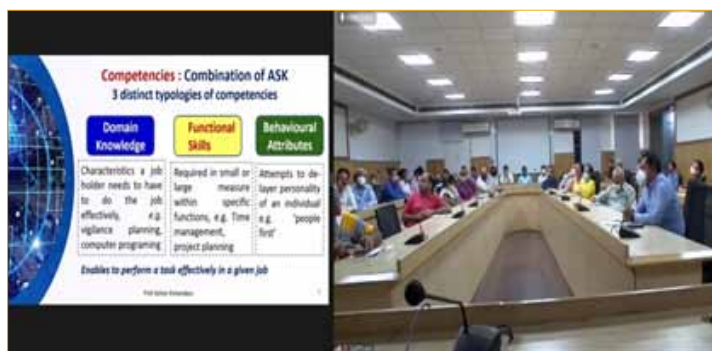 Competencies : Combination of ASK
3 distinct typologies of competencies
Domain
Knowledge
Characteristics a job
holder needs to have
to do the job
effectively, e.g.
vigilance planning,
computer programing
Functional
Skills
Required in small or
large measure
within specific
functions, e.g. Time
management,
project planning
Behavioural
Attributes
Attempts to de-
layer personality
of an individual
e.g. 'people
first'
Enables to perform a task effectively in a given job